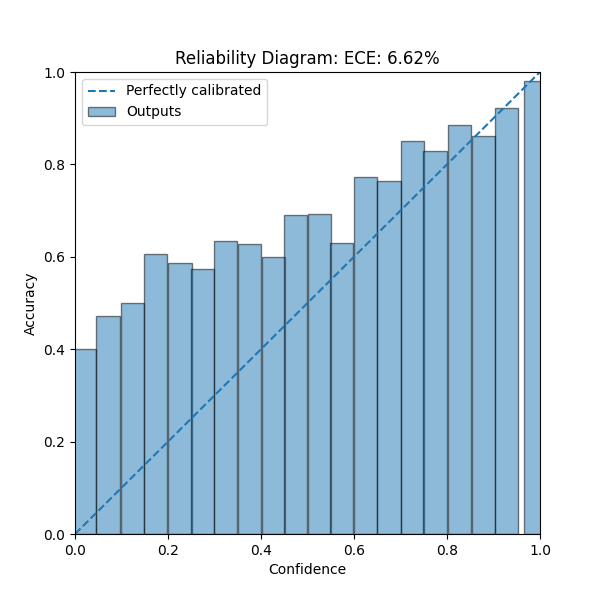 Reliability Diagram: ECE: 6.62%
Perfectly calibrated
Outputs
1.0
0.8
0.6
0.4
0.2
0.0
Accuracy
0.0 0.2 0.4 0.6 0.8 1.0
Confidence